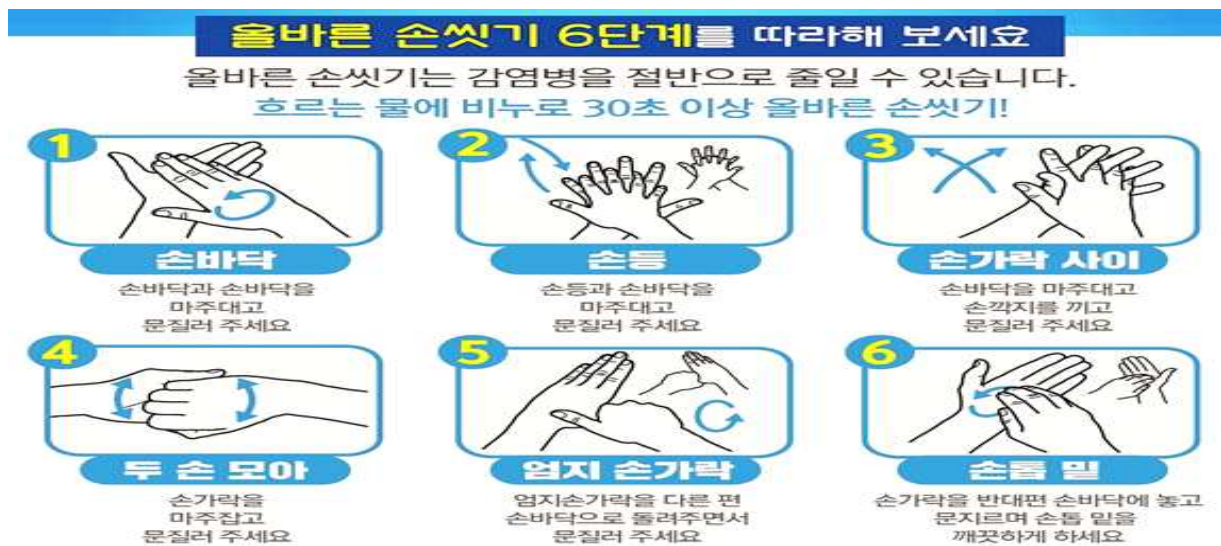 올바른 손씻기 6단계를 따라해 보세요
올바른 손씻기는 감염병을 절반으로 줄일 수 있습니다.
흐르는 물에 비누로 30초 이상 올바른 손씻기!
1
손바닥
손바닥과 손바닥을
마주대고
문질러 주세요
2
손등
손등과 손바닥을
마주대고
문질러 주세요
3
손가락 사이
손바닥을 마주대고
손깍지를 끼고
문질러 주세요
4
두 손 모아
손가락을
마주잡고
문질러 주세요
5
엄지 손가락
엄지손가락을 다른 편
손바닥으로 돌려주면서
문질러 주세요
6
손톱 밑
손가락을 반대편 손바닥에 놓고
문지르며 손톱 밑을
깨끗하게 하세요